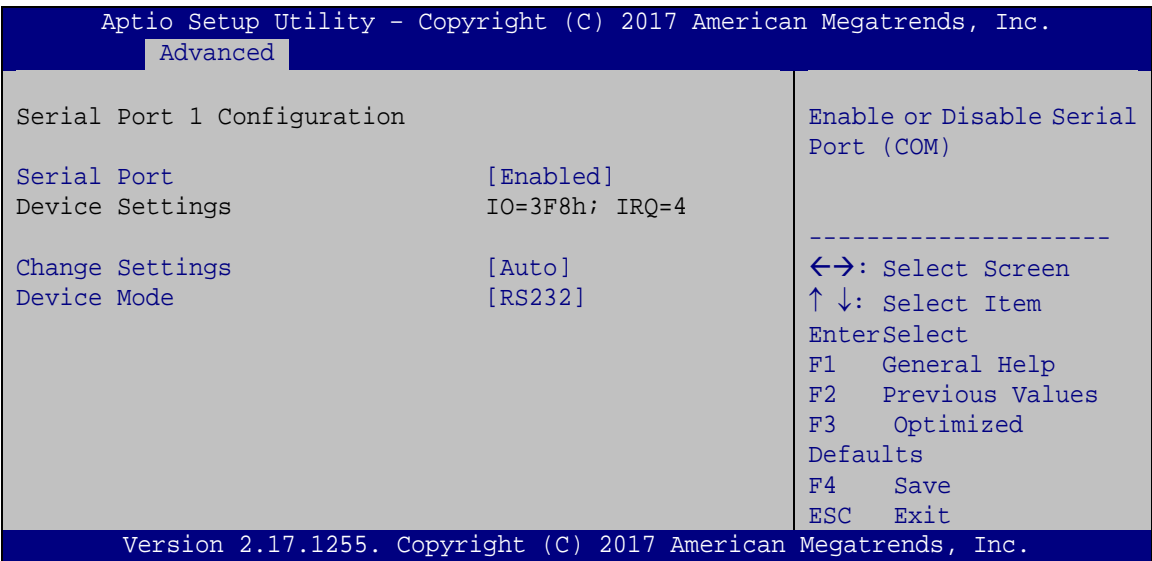 Aptio Setup Utility – Copyright (C) 2017 American Megatrends, Inc.
Advanced
Serial Port 1 Configuration
Serial Port [Enabled]
Device Settings IO=3F8h; IRQ=4
Change Settings [Auto]
Device Mode [RS232]
Enable or Disable Serial
Port (COM)
---------------------
←→: Select Screen
↑ ↓: Select Item
EnterSelect
F1 General Help
F2 Previous Values
F3 Optimized
Defaults
F4 Save
ESC Exit
Version 2.17.1255. Copyright (C) 2017 American Megatrends, Inc.